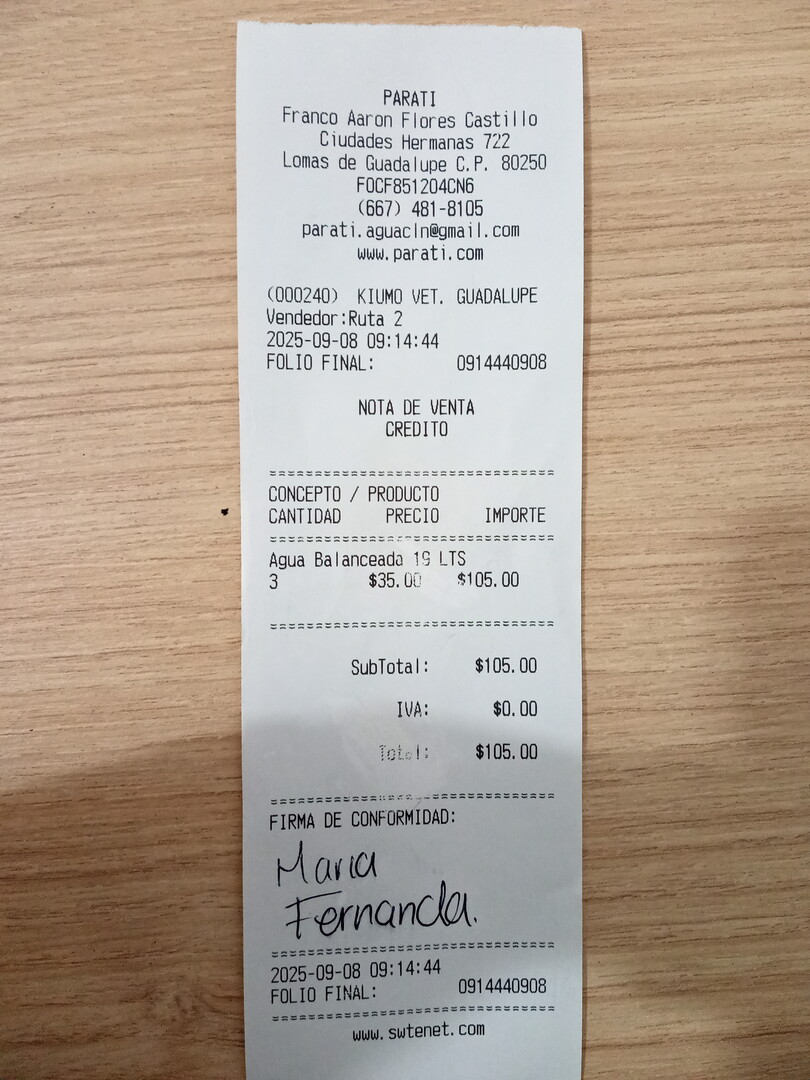 PARATI
Franco Aaron Flores Castillo
Ciudades Hermanas 722
Lomas de Guadalupe C.P. 80250
FOCF851204CN6
(667) 481-8105
parati.aguacln@gmail.com
www.parati.com
(000240) KIUMO VET. GUADALUPE
Vendedor:Ruta 2
2025-09-08 09:14:44
FOLIO FINAL: 0914440908
NOTA DE VENTA
CREDITO
==============================
CONCEPTO / PRODUCTO
CANTIDAD PRECIO IMPORTE
==============================
Agua Balanceada 19 LTS
3 $35.00 $105.00
==============================
SubTotal: $105.00
IVA: $0.00
Total: $105.00
==============================
FIRMA DE CONFORMIDAD:
Maria
Fernanda.
==============================
2025-09-08 09:14:44
FOLIO FINAL: 0914440908
==============================
www.swtenet.com